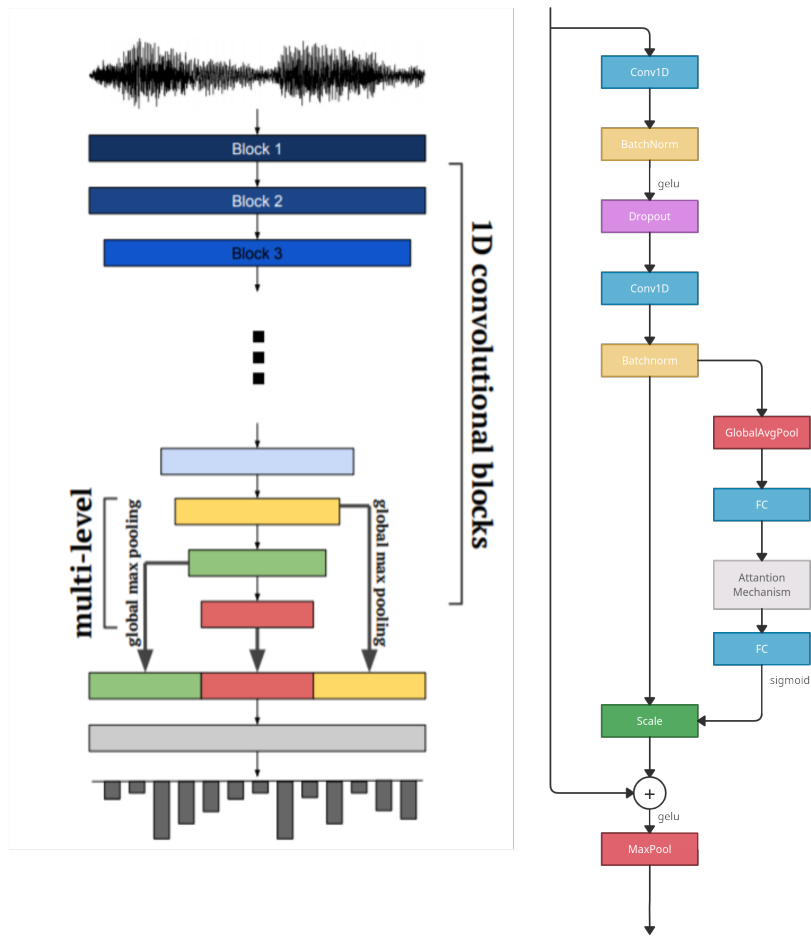 Block 1
Block 2
Block 3
1D convolutional blocks
multi-level
global max pooling
global max pooling
Conv1D
BatchNorm
gelu
Dropout
Conv1D
Batchnorm
GlobalAvgPool
FC
Attantion
Mechanism
FC
sigmoid
Scale
+
gelu
MaxPool